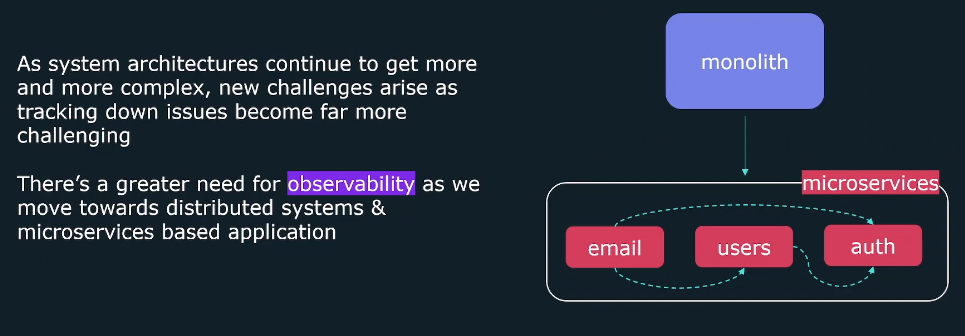 As system architectures continue to get more
and more complex, new challenges arise as
tracking down issues become far more
challenging
There's a greater need for observability as we
move towards distributed systems &
microservices based application
monolith
microservices
email
users
auth